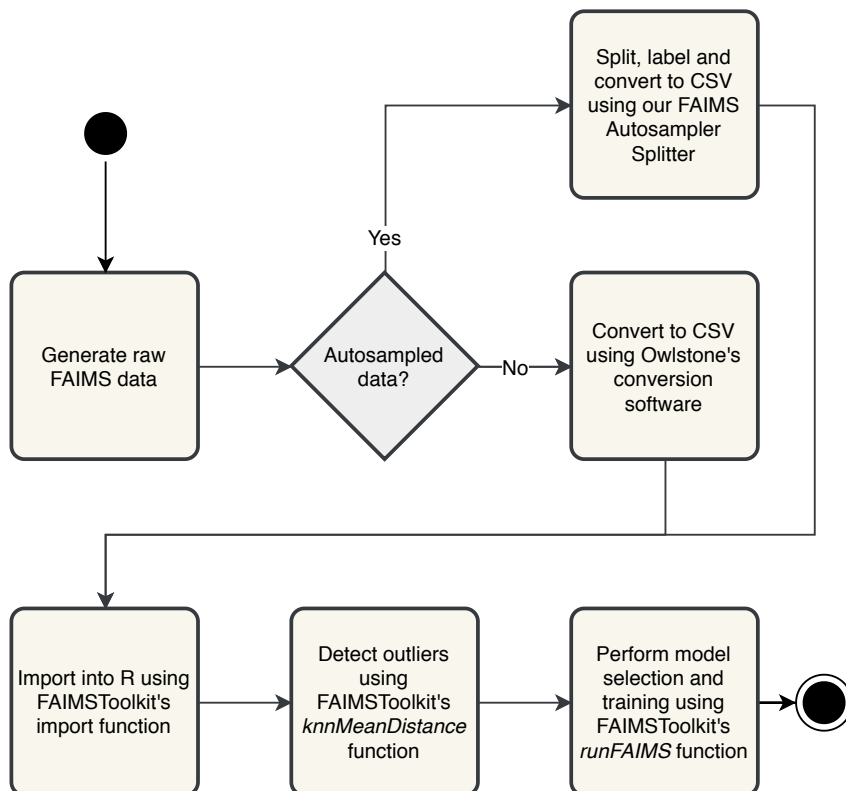 Split, label and
convert to CSV
using our FAIMS
Autosampler
Splitter
Yes
Generate raw
FAIMS data
Autosampled
data?
No
Convert to CSV
using Owlstone's
conversion
software
Import into R using
FAIMSToolkit's
import function
Detect outliers
using
FAIMSToolkit's
knnMeanDistance
function
Perform model
selection and
training using
FAIMSToolkit's
runFAIMS function